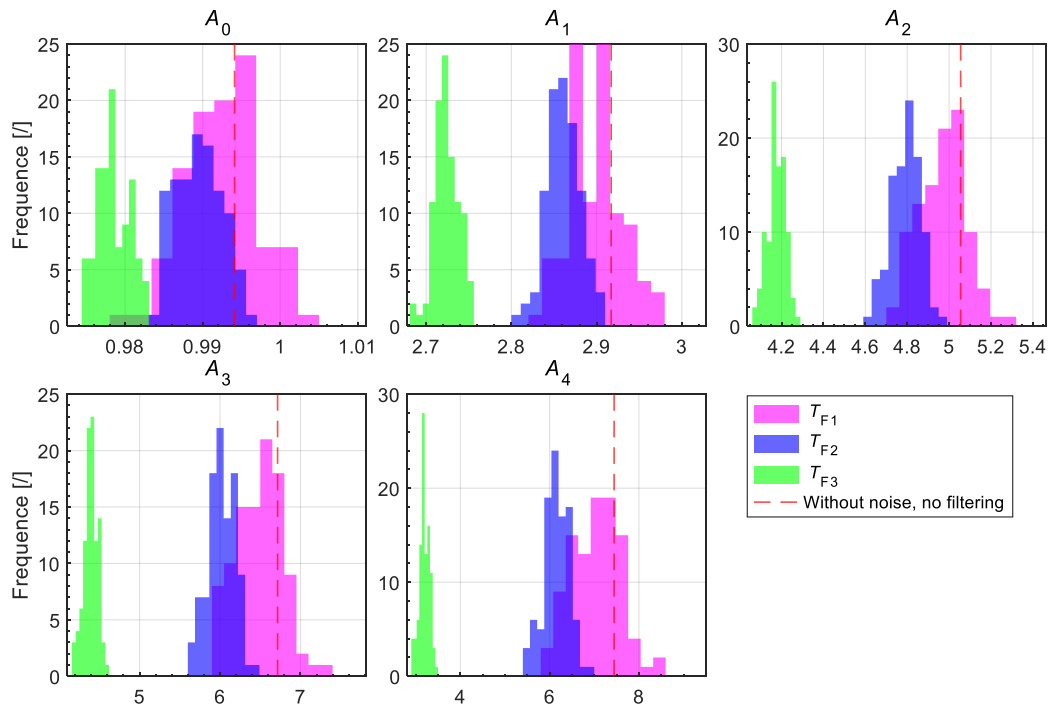 A0 A1 A2
Frequence [/]
25 20 15 10 5 0
0.98 0.99 1 1.01
25 20 15 10 5 0
2.7 2.8 2.9 3
30 20 10 0
4.2 4.4 4.6 4.8 5 5.2 5.4
A3 A4
Frequence [/]
25 20 15 10 5 0
5 6 7
30 20 10 0
4 6 8
TF1
TF2
TF3
Without noise, no filtering